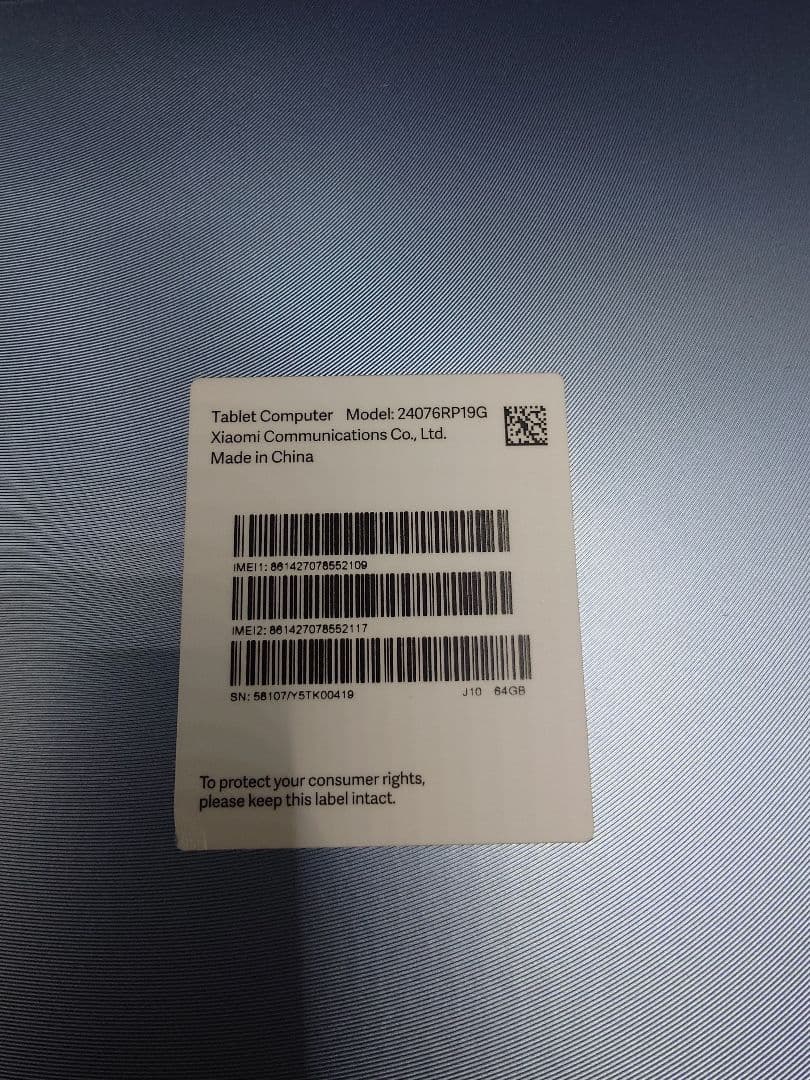 Tablet Computer Model: 24076RP19G
Xiaomi Communications Co., Ltd.
Made in China
IMEI1: 861427078552109
IMEI2: 861427078552117
SN: 58107/Y5TK00419 J10 64GB
To protect your consumer rights,
please keep this label intact.